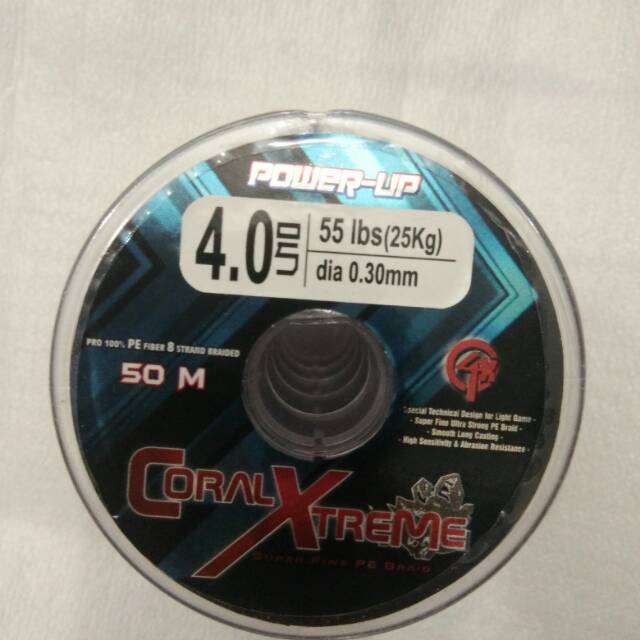 POWER-UP
4.0 UNO
55 lbs(25Kg)
dia 0.30mm
PRO 100% PE FIBER 8 STRAND BRAIDED
50 M
Special Technical Design for Light Game -
- Super Fine Ultra Strong PE Braid -
- Smooth Long Casting -
- High Sensitivity & Abrasion Resistance -
CORAL XTREME
SUPER FINE PE BRAID